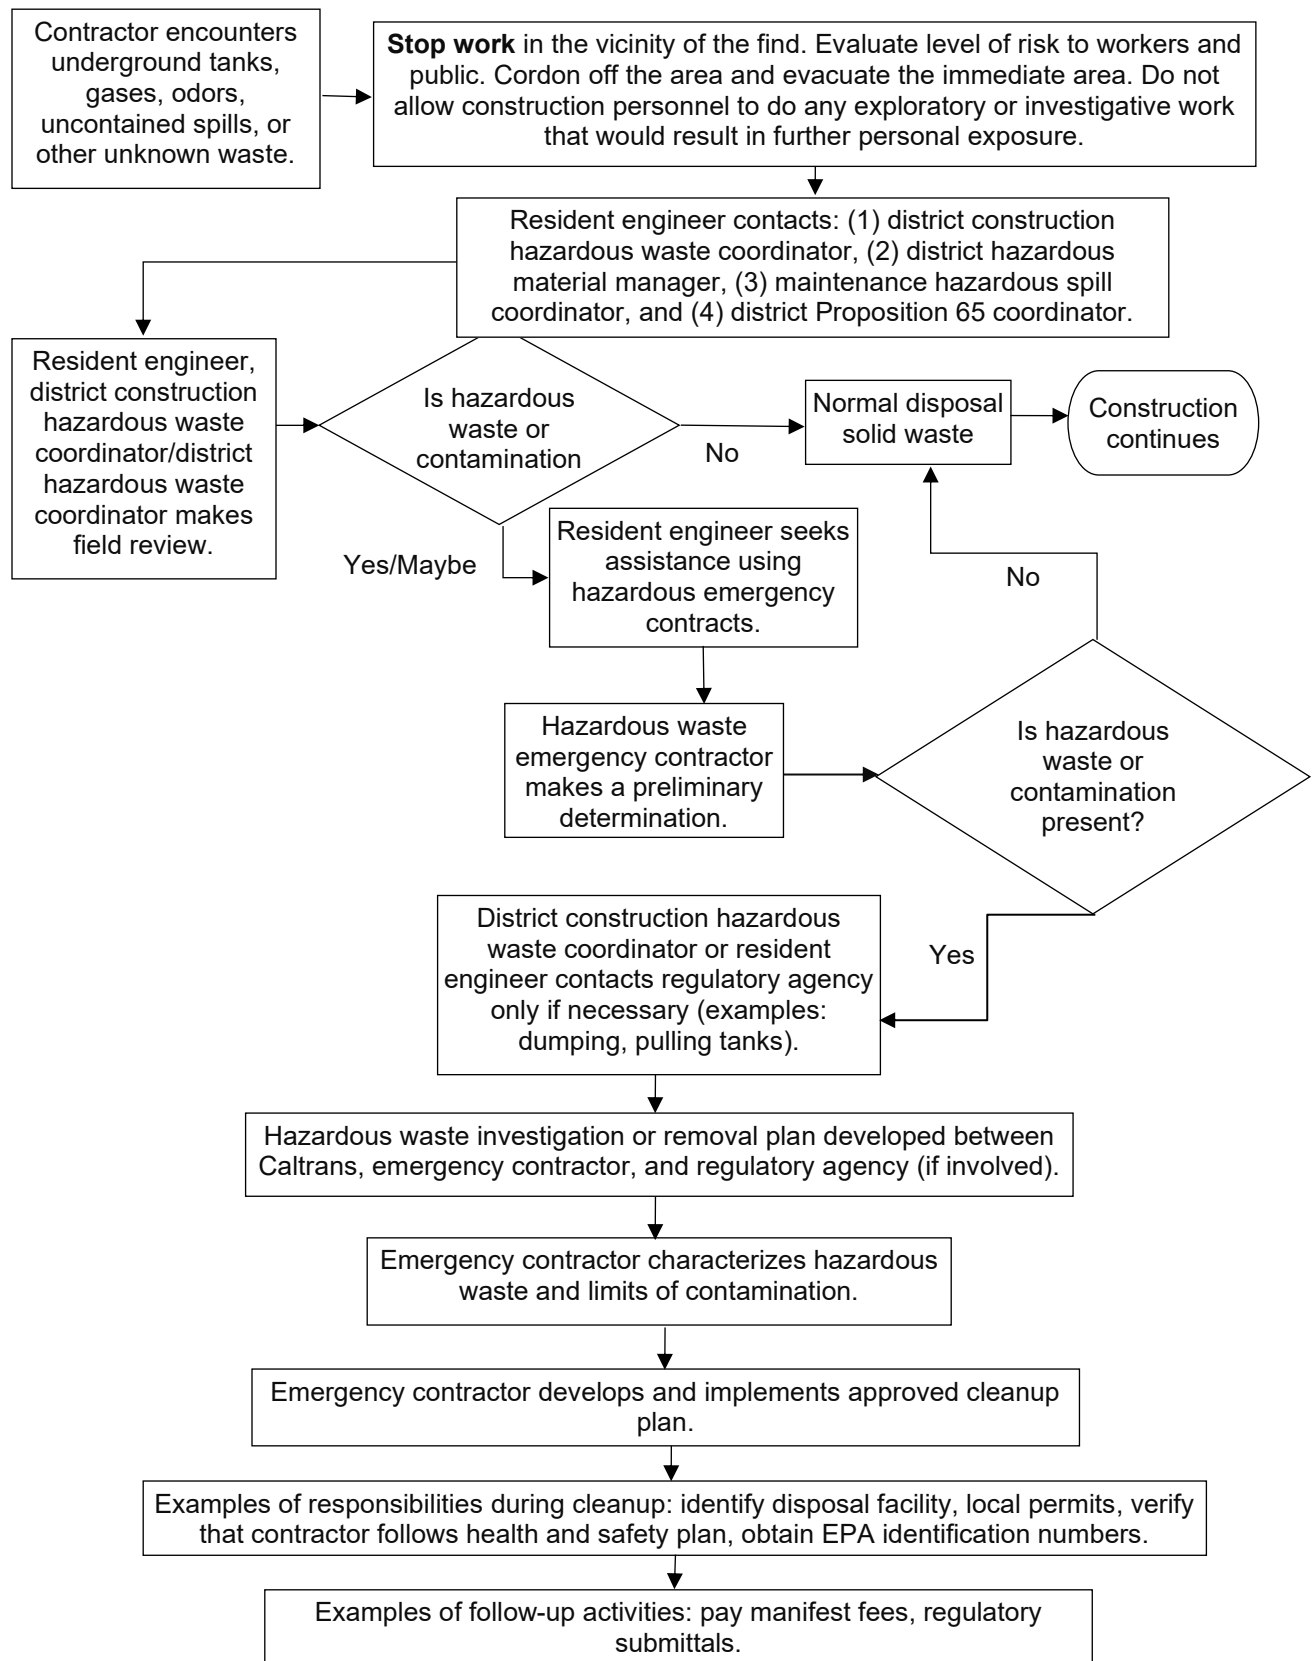 Contractor encounters
underground tanks,
gases, odors,
uncontained spills, or
other unknown waste.
Stop work in the vicinity of the find. Evaluate level of risk to workers and
public. Cordon off the area and evacuate the immediate area. Do not
allow construction personnel to do any exploratory or investigative work
that would result in further personal exposure.
Resident engineer contacts: (1) district construction
hazardous waste coordinator, (2) district hazardous
material manager, (3) maintenance hazardous spill
coordinator, and (4) district Proposition 65 coordinator.
Resident engineer,
district construction
hazardous waste
coordinator/district
hazardous waste
coordinator makes
field review.
Is hazardous
waste or
contamination
No
Normal disposal
solid waste
Construction
continues
Yes/Maybe
Resident engineer seeks
assistance using
hazardous emergency
contracts.
No
Hazardous waste
emergency contractor
makes a preliminary
determination.
Is hazardous
waste or
contamination
present?
Yes
District construction hazardous
waste coordinator or resident
engineer contacts regulatory agency
only if necessary (examples:
dumping, pulling tanks).
Hazardous waste investigation or removal plan developed between
Caltrans, emergency contractor, and regulatory agency (if involved).
Emergency contractor characterizes hazardous
waste and limits of contamination.
Emergency contractor develops and implements approved cleanup
plan.
Examples of responsibilities during cleanup: identify disposal facility, local permits, verify
that contractor follows health and safety plan, obtain EPA identification numbers.
Examples of follow-up activities: pay manifest fees, regulatory
submittals.